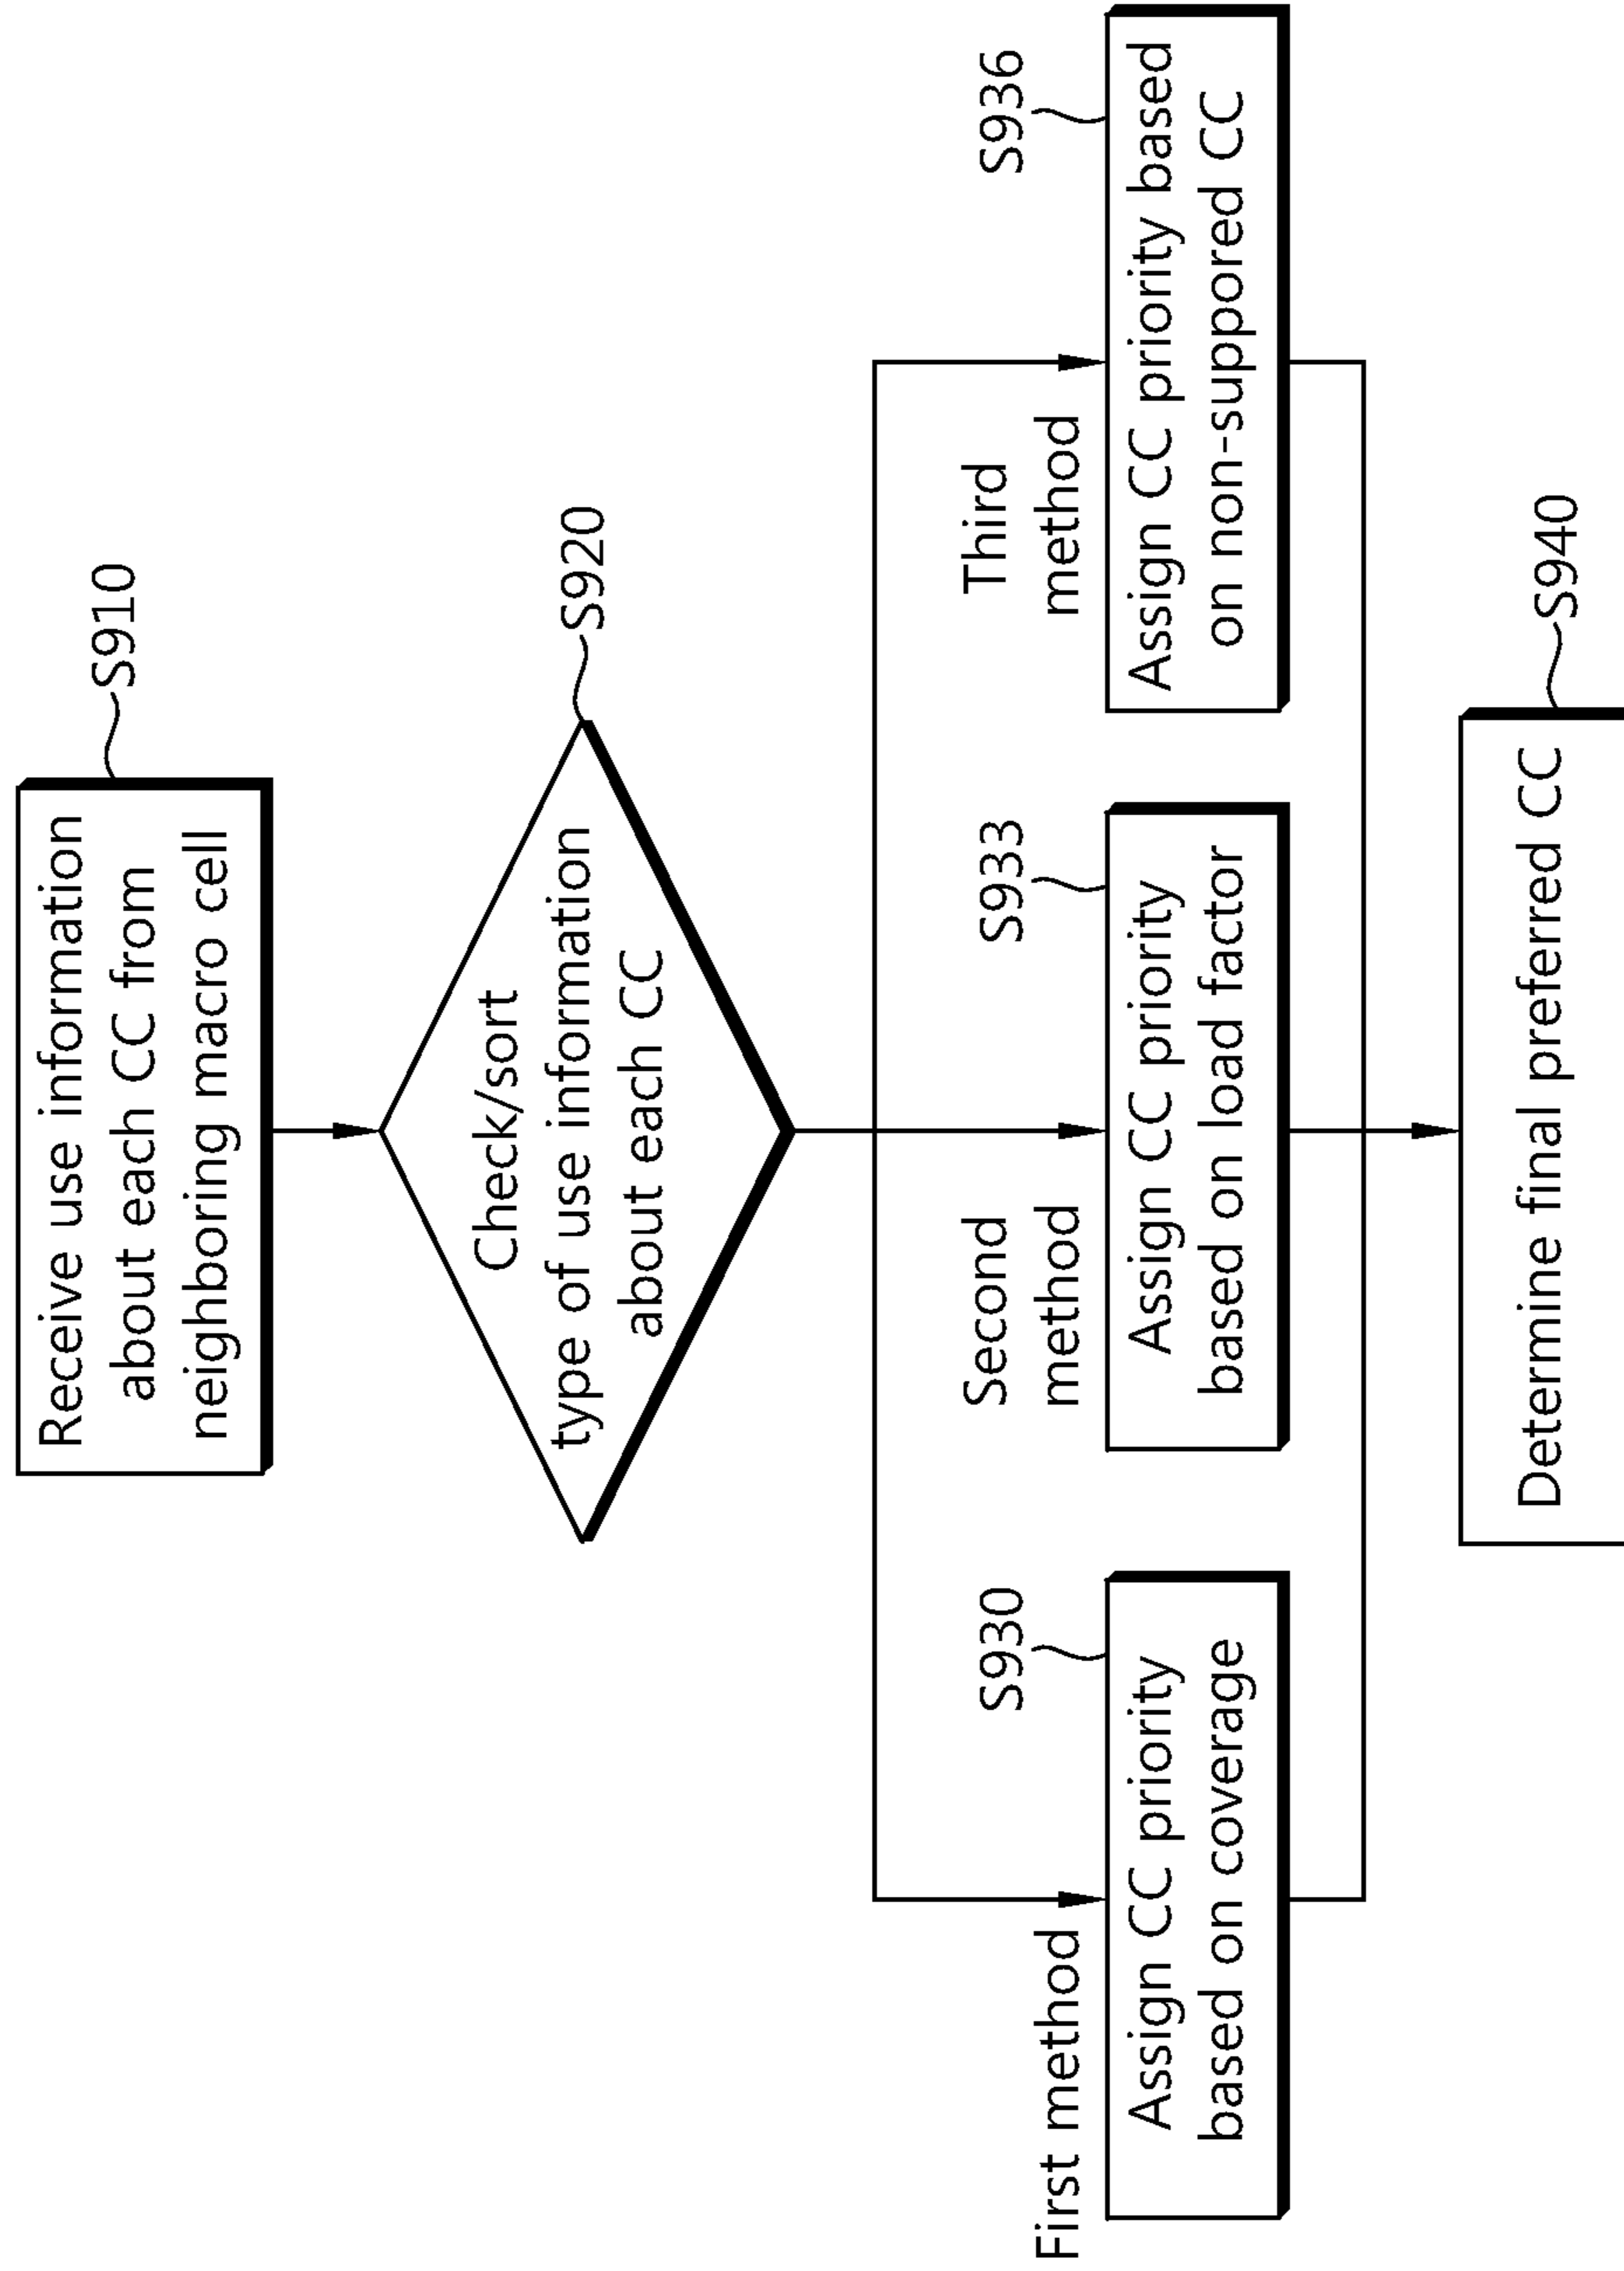 Receive use information
about each CC from
neighboring macro cell
S910
Check/sort
type of use information
about each CC
S920
First method
S930
Assign CC priority
based on coverage
Second
method
S933
Assign CC priority
based on load factor
Third
method
S936
Assign CC priority based
on non-suppored CC
Determine final preferred CC
S940